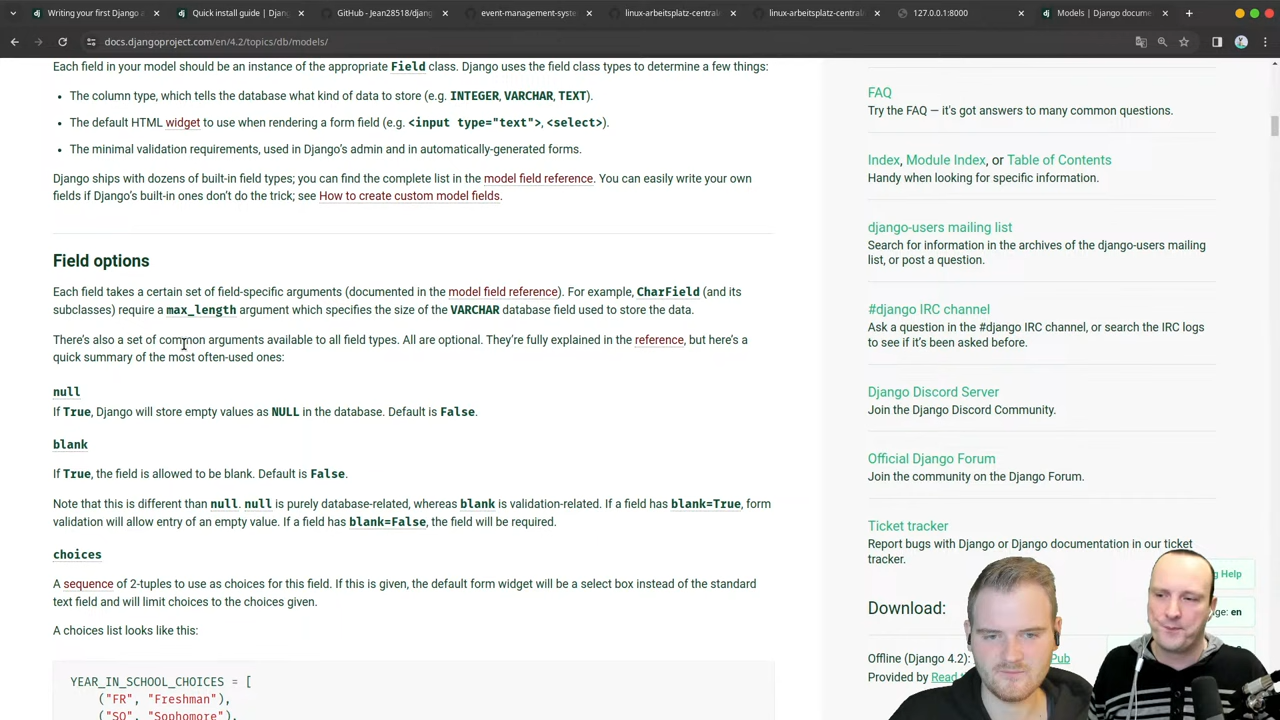 Writing your first Django a
Quick install guide | Djang
GitHub - Jean28518/djang
event-management-syste
linux-arbeitsplatz-central
linux-arbeitsplatz-central
127.0.0.1:8000
Models | Django docume
docs.djangoproject.com/en/4.2/topics/db/models/
Each field in your model should be an instance of the appropriate Field class. Django uses the field class types to determine a few things:
• The column type, which tells the database what kind of data to store (e.g. INTEGER, VARCHAR, TEXT).
• The default HTML widget to use when rendering a form field (e.g. <input type="text">, <select>).
• The minimal validation requirements, used in Django's admin and in automatically-generated forms.
Django ships with dozens of built-in field types; you can find the complete list in the model field reference. You can easily write your own
fields if Django's built-in ones don't do the trick; see How to create custom model fields.
Field options
Each field takes a certain set of field-specific arguments (documented in the model field reference). For example, CharField (and its
subclasses) require a max_length argument which specifies the size of the VARCHAR database field used to store the data.
There's also a set of common arguments available to all field types. All are optional. They're fully explained in the reference, but here's a
quick summary of the most often-used ones:
null
If True, Django will store empty values as NULL in the database. Default is False.
blank
If True, the field is allowed to be blank. Default is False.
Note that this is different than null. null is purely database-related, whereas blank is validation-related. If a field has blank=True, form
validation will allow entry of an empty value. If a field has blank=False, the field will be required.
choices
A sequence of 2-tuples to use as choices for this field. If this is given, the default form widget will be a select box instead of the standard
text field and will limit choices to the choices given.
A choices list looks like this:
YEAR_IN_SCHOOL_CHOICES = [
("FR", "Freshman"),
("SO", "Sophomore"),
FAQ
Try the FAQ — it's got answers to many common questions.
Index, Module Index, or Table of Contents
Handy when looking for specific information.
django-users mailing list
Search for information in the archives of the django-users mailing
list, or post a question.
#django IRC channel
Ask a question in the #django IRC channel, or search the IRC logs
to see if it's been asked before.
Django Discord Server
Join the Django Discord Community.
Official Django Forum
Join the community on the Django Forum.
Ticket tracker
Report bugs with Django or Django documentation in our ticket
tracker.
g Help
ge: en
Download:
Offline (Django 4.2):
Pub
Provided by Read